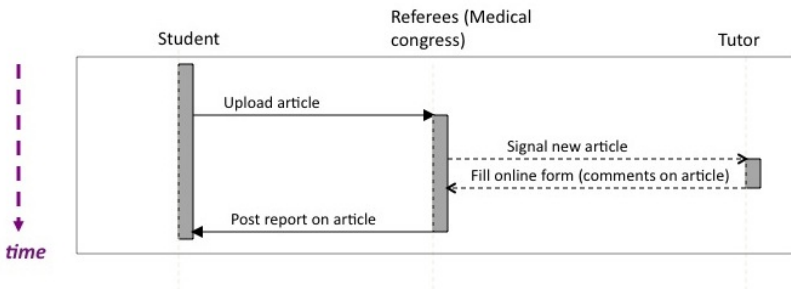 Referees (Medical
Student
congress)
Tutor
Upload article
Signal new article
Fill online form (comments on article)
Post report on article
time